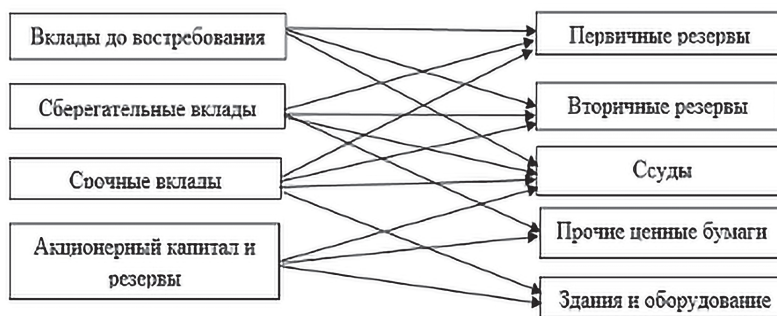 Вклады до востребования
Сберегательные вклады
Срочные вклады
Акционерный капитал и
резервы
Первичные резервы
Вторичные резервы
Ссуды
Прочие ценные бумаги
Здания и оборудование